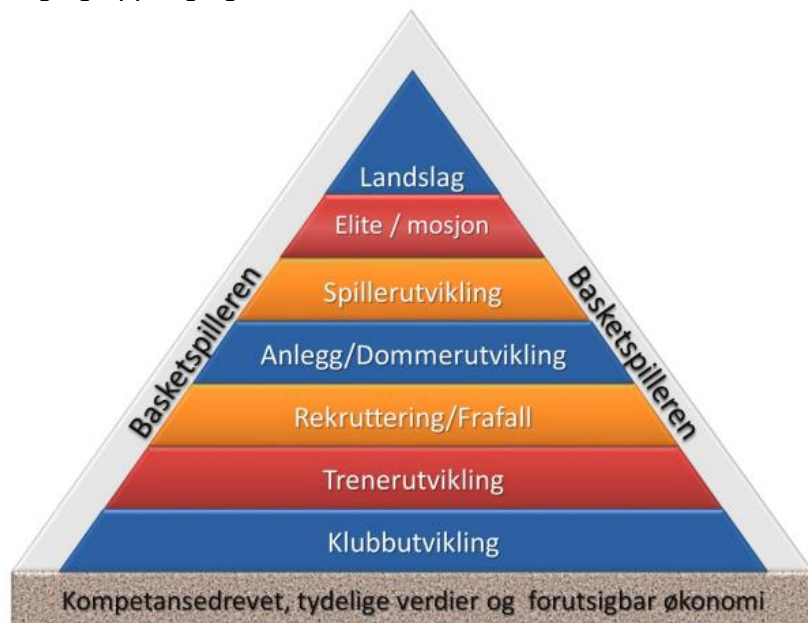 Landslag
Elite / mosjon
Spillerutvikling
Basketspilleren
Basketspilleren
Anlegg/Dommerutvikling
Rekruttering/Frafall
Trenerutvikling
Klubbutvikling
Kompetansedrevet, tydelige verdier og forutsigbar økonomi